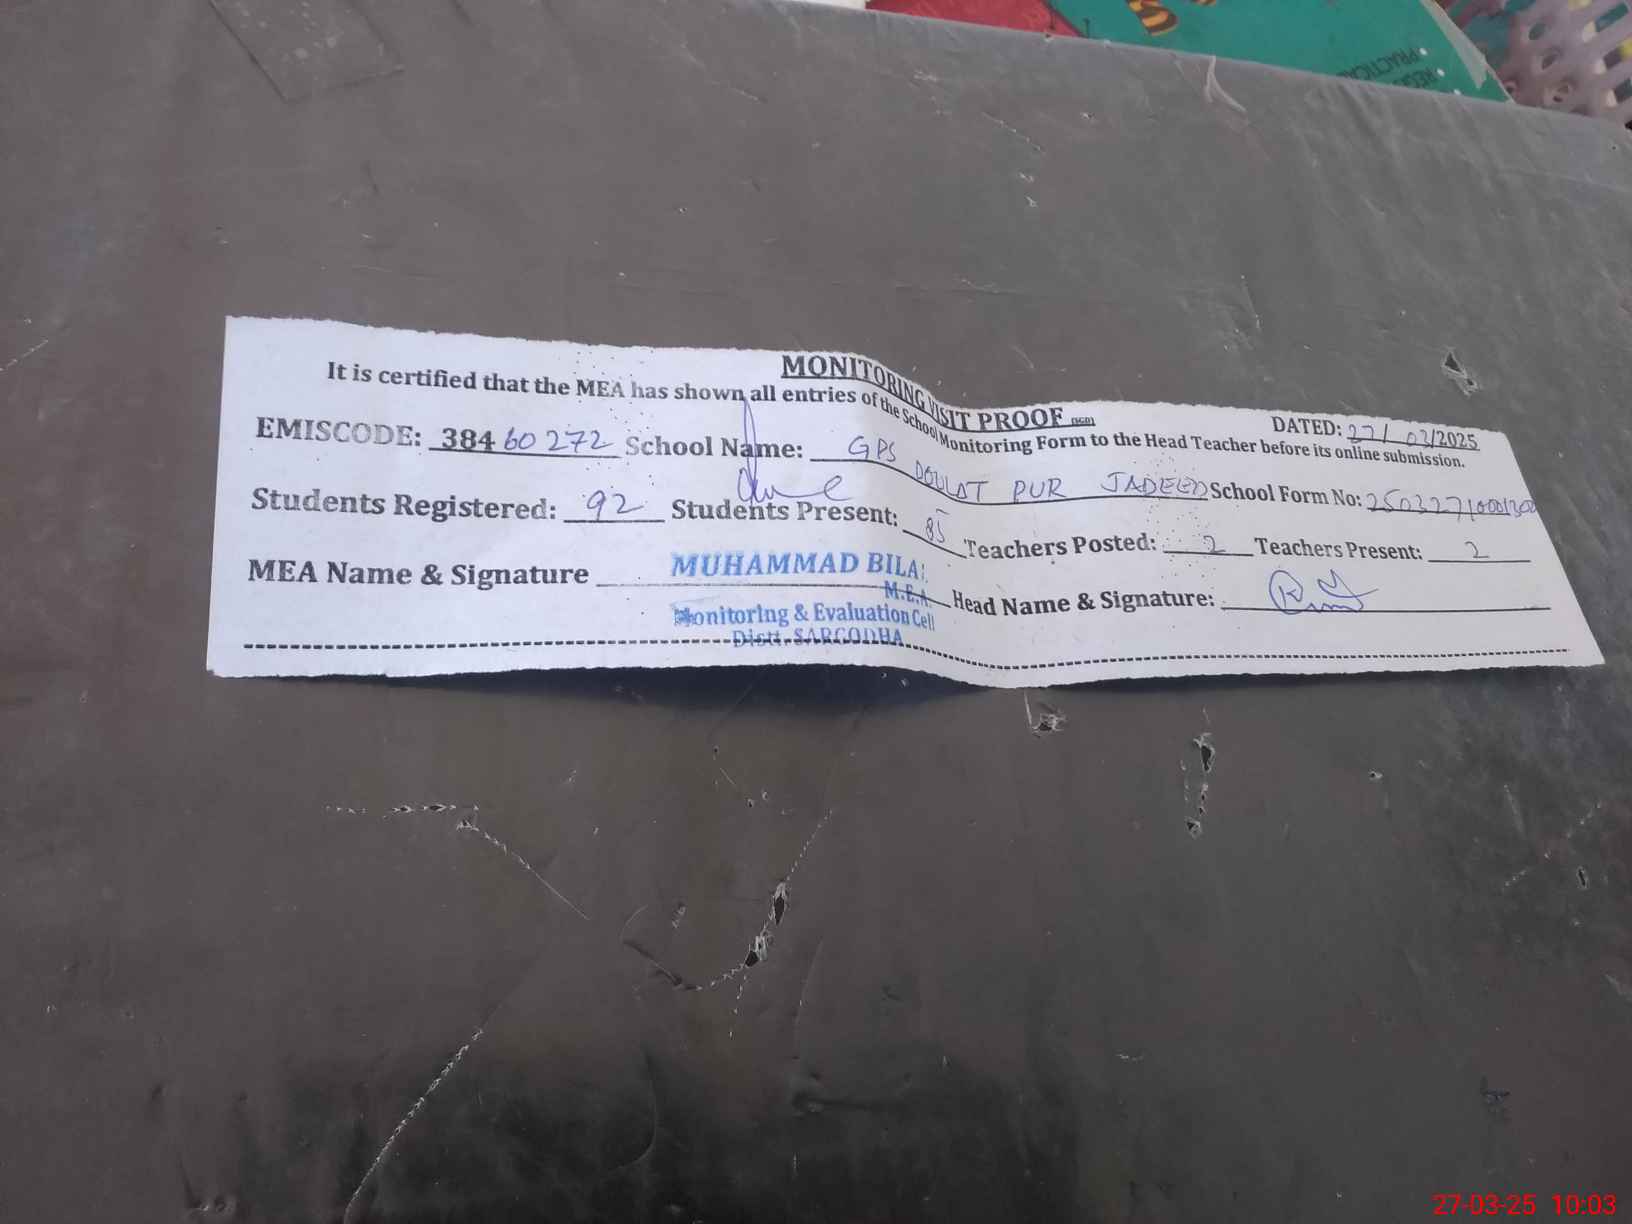 REGU
PRACTICA
MONITORING VISIT PROOF (SGD)
DATED: 27/ 03/2025
It is certified that the MEA has shown all entries of the School Monitoring Form to the Head Teacher before its online submission.
EMISCODE: 38460272 School Name: GPS DOULAT PUR JADEED School Form No:
Students Registered: 92 Students Present: 85 Teachers Posted: 2 Teachers Present: 2
MEA Name & Signature MUHAMMAD BILAL Head Name & Signature:
M.E.A.
Monitoring & Evaluation Cell
Distt. SARGODHA
27-03-25 10:03